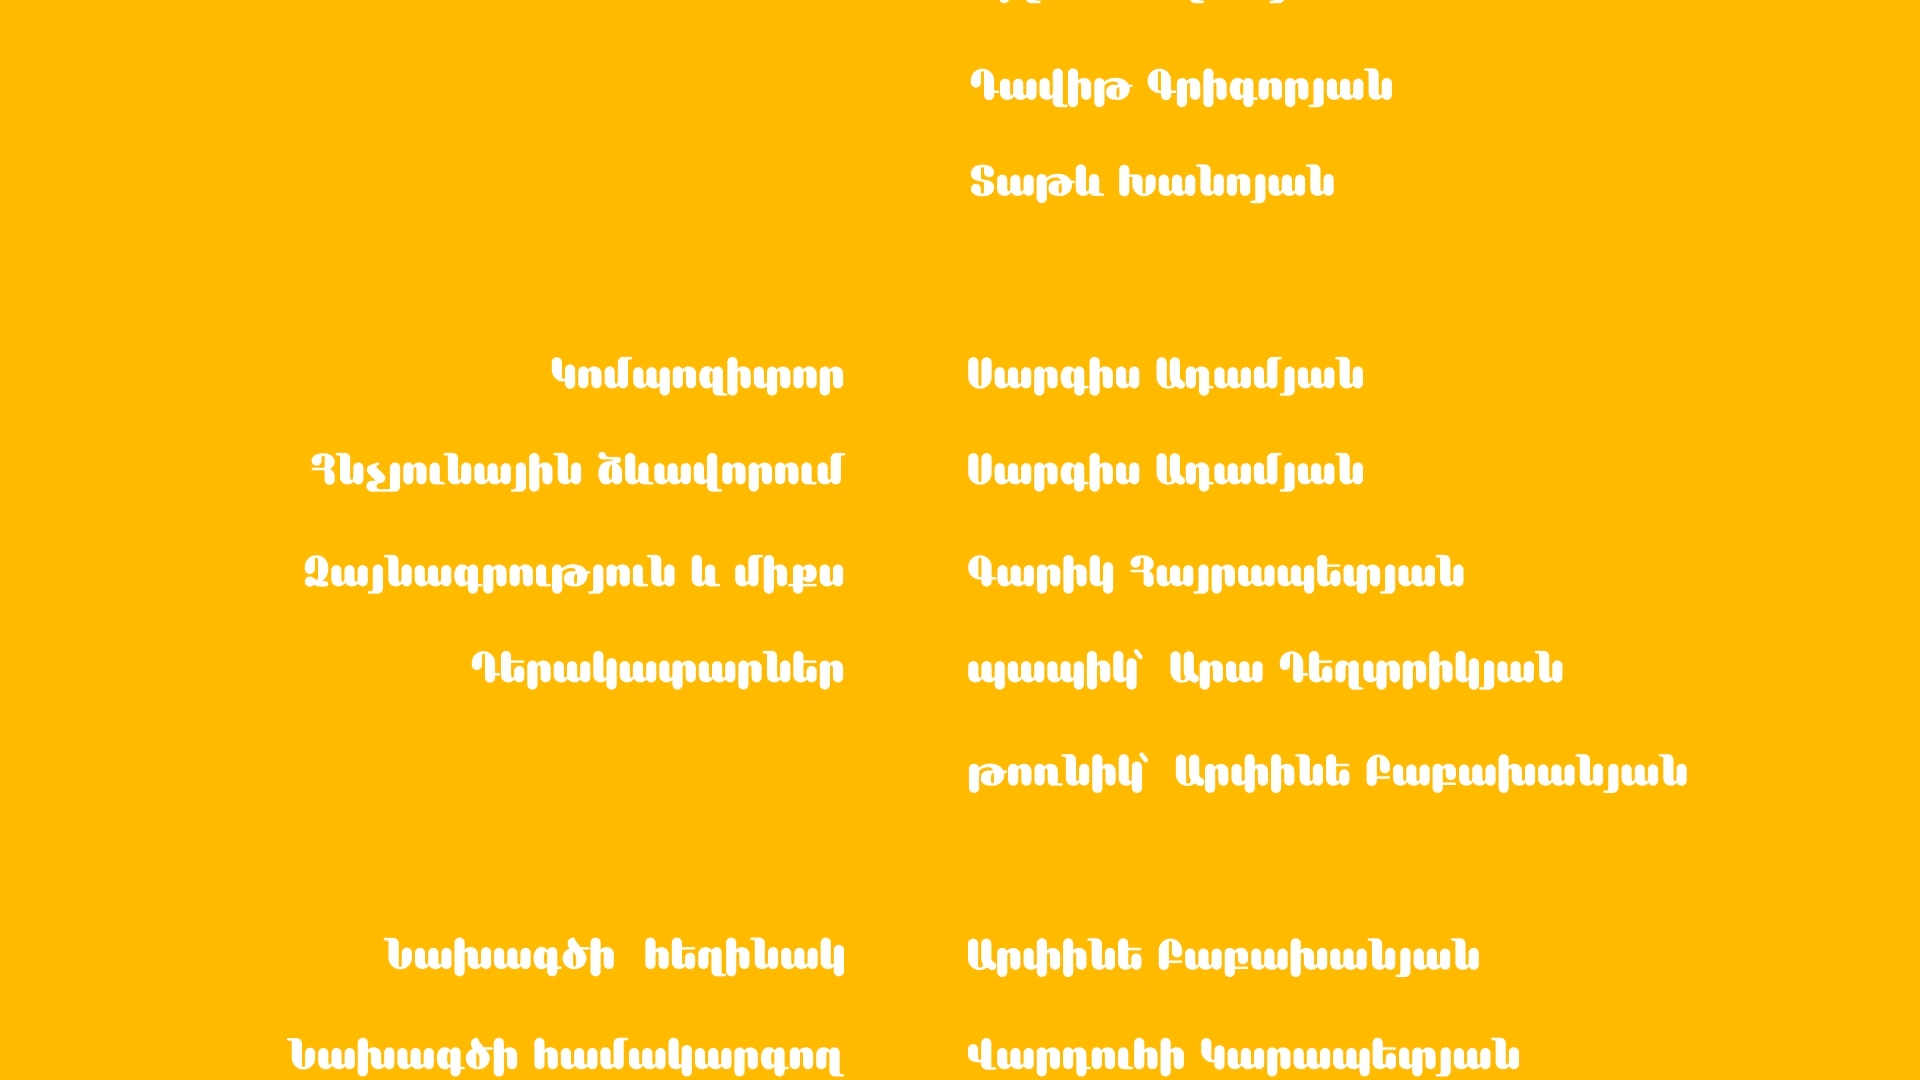 Դավիթ Գրիգորյան
Տաթև Խանոյան
Կոմպոզիտոր Սարգիս Ադամյան
Հնչյունային ձևավորում Սարգիս Ադամյան
Ձայնագրություն և միքս Գարիկ Հայրապետյան
Դերակատարներ պապիկ՝ Արա Դեղտրիկյան
թոռնիկ՝ Արփինե Բաբախանյան
Նախագծի հեղինակ Արփինե Բաբախանյան
Նախագծի համակարգող Վարդուհի Կարապետյան